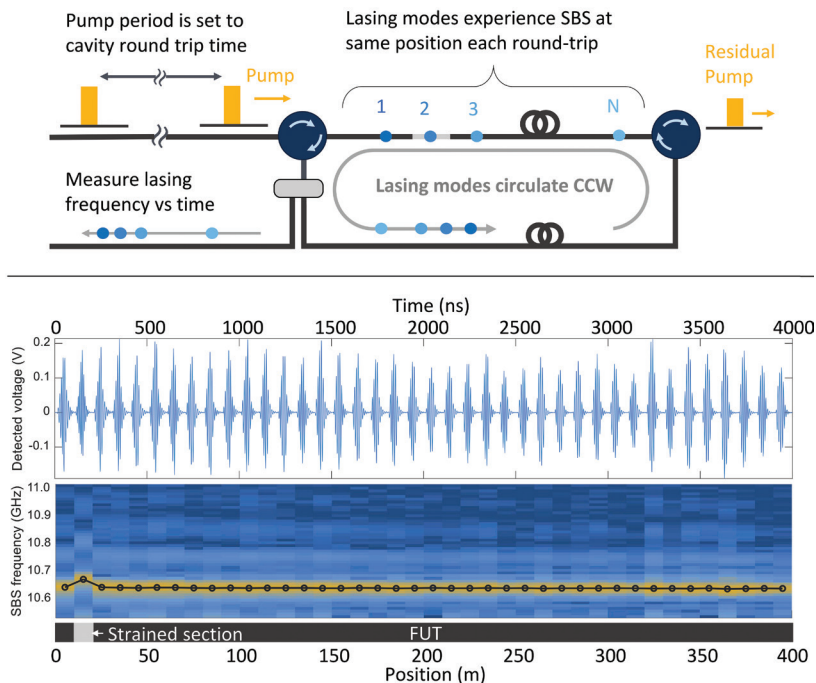 Pump period is set to
cavity round trip time
Lasing modes experience SBS at
same position each round-trip
Residual
Pump
Pump
1 2 3 N
Measure lasing
frequency vs time
Lasing modes circulate CCW
Time (ns)
0 500 1000 1500 2000 2500 3000 3500 4000
Detected voltage (V)
0.2
0.1
0
-0.1
SBS frequency (GHz)
11.0
10.9
10.8
10.7
10.6
Strained section FUT
0 50 100 150 200 250 300 350 400
Position (m)